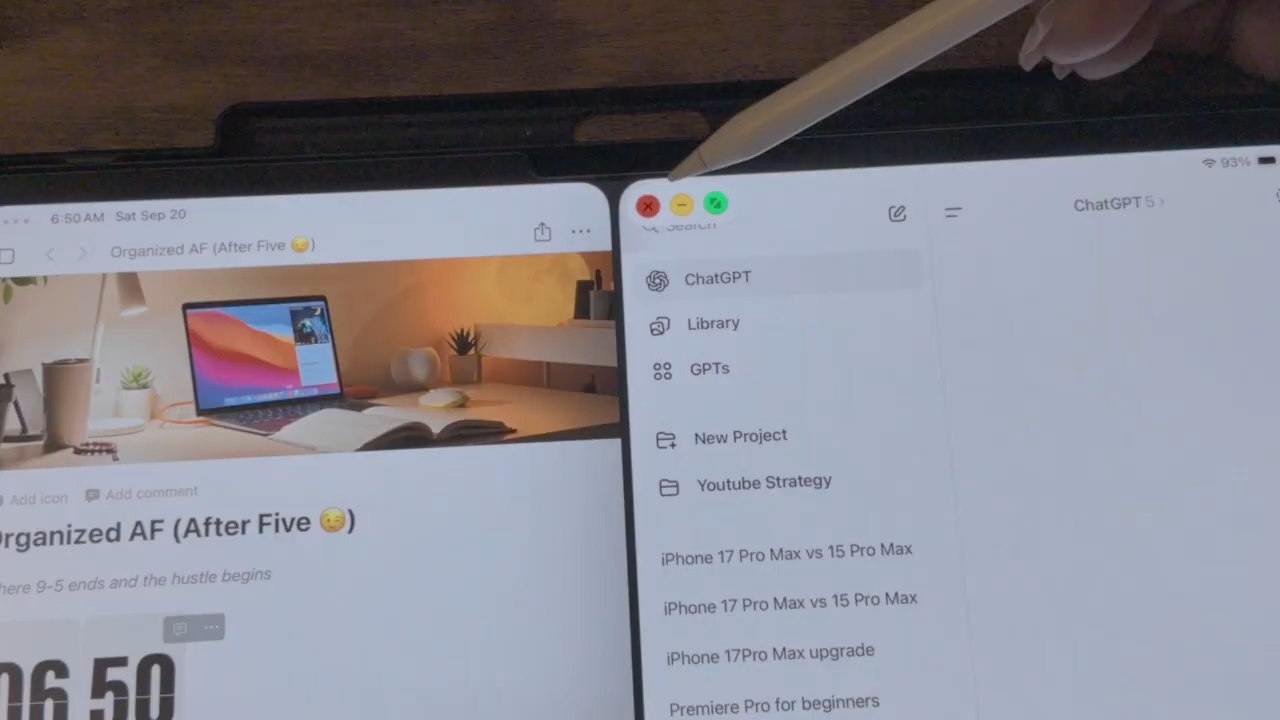 6:50 AM Sat Sep 20
Organized AF (After Five 😉)
Add icon Add comment
rganized AF (After Five 😉)
here 9-5 ends and the hustle begins
06 50
93%
Search
ChatGPT 5 >
ChatGPT
Library
GPTs
New Project
Youtube Strategy
iPhone 17 Pro Max vs 15 Pro Max
iPhone 17 Pro Max vs 15 Pro Max
iPhone 17Pro Max upgrade
Premiere Pro for beginners